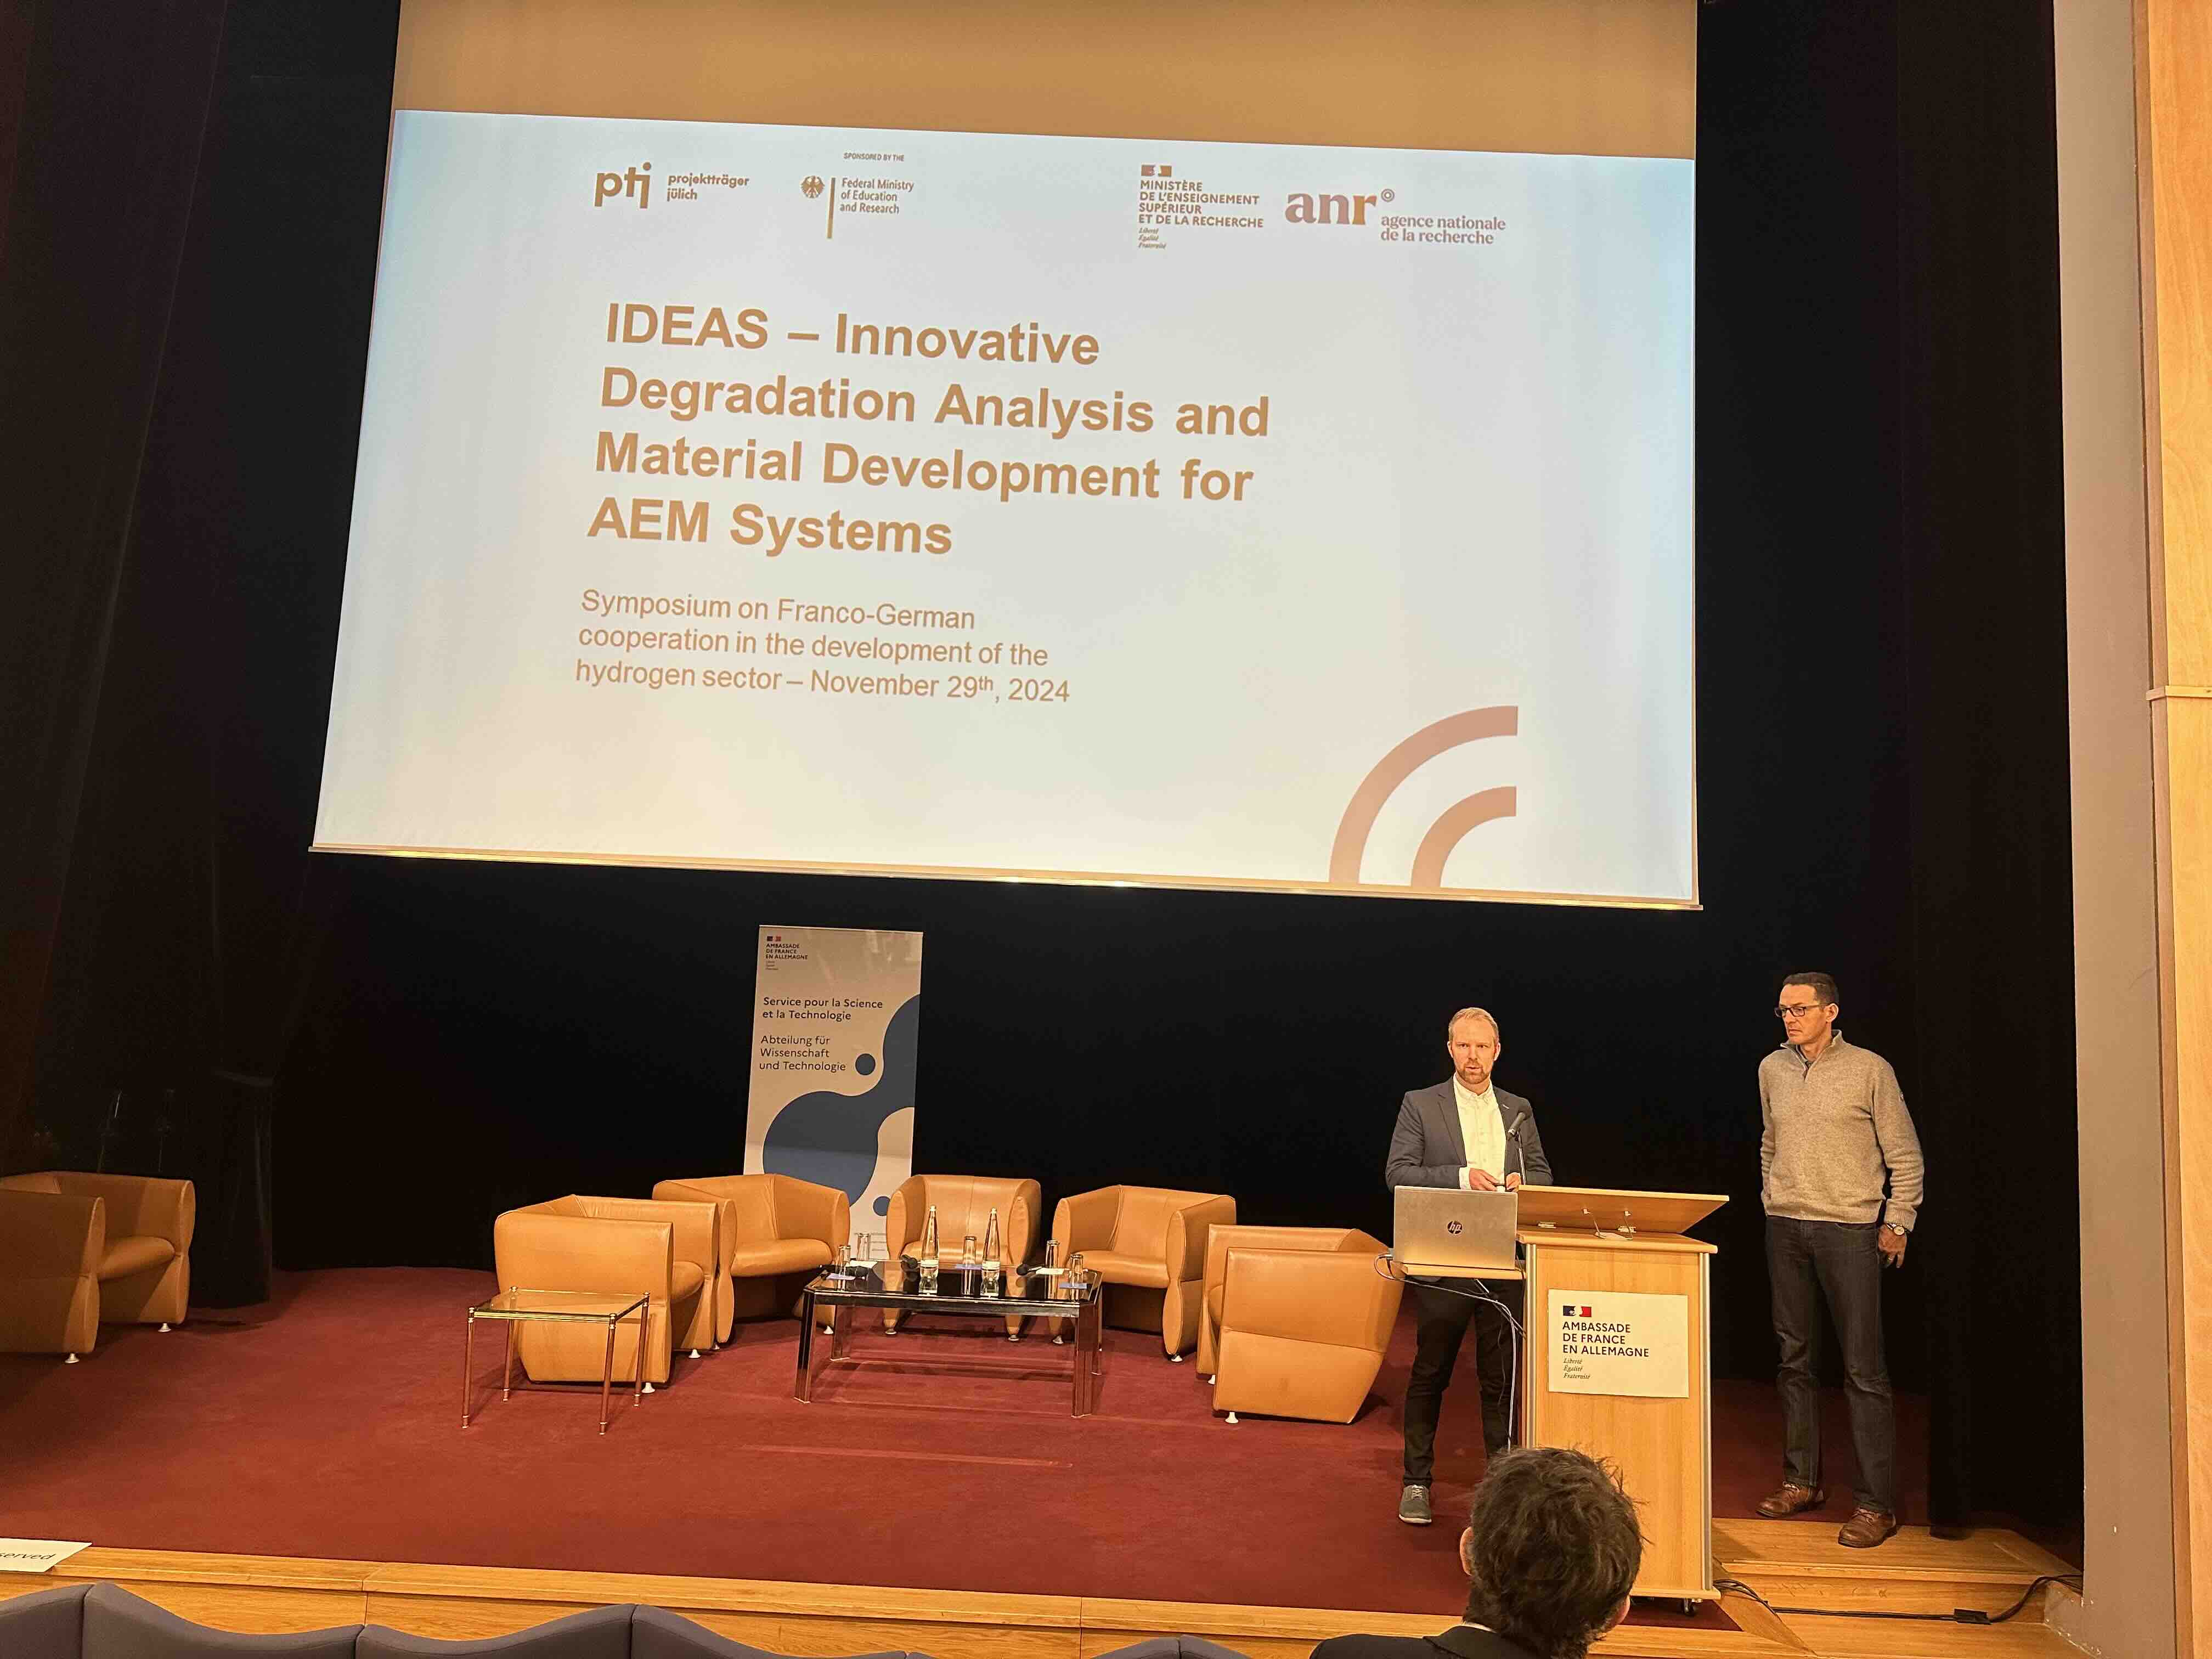 ptj projektträger
jülich
SPONSORED BY THE
Federal Ministry
of Education
and Research
MINISTÈRE
DE L'ENSEIGNEMENT
SUPÉRIEUR
ET DE LA RECHERCHE
Liberté
Égalité
Fraternité
anr
agence nationale
de la recherche
IDEAS – Innovative
Degradation Analysis and
Material Development for
AEM Systems
Symposium on Franco-German
cooperation in the development of the
hydrogen sector – November 29th, 2024
AMBASSADE
DE FRANCE
EN ALLEMAGNE
Service pour la Science
et la Technologie
Abteilung für
Wissenschaft
und Technologie
hp
AMBASSADE
DE FRANCE
EN ALLEMAGNE
Liberté
Égalité
Fraternité
served